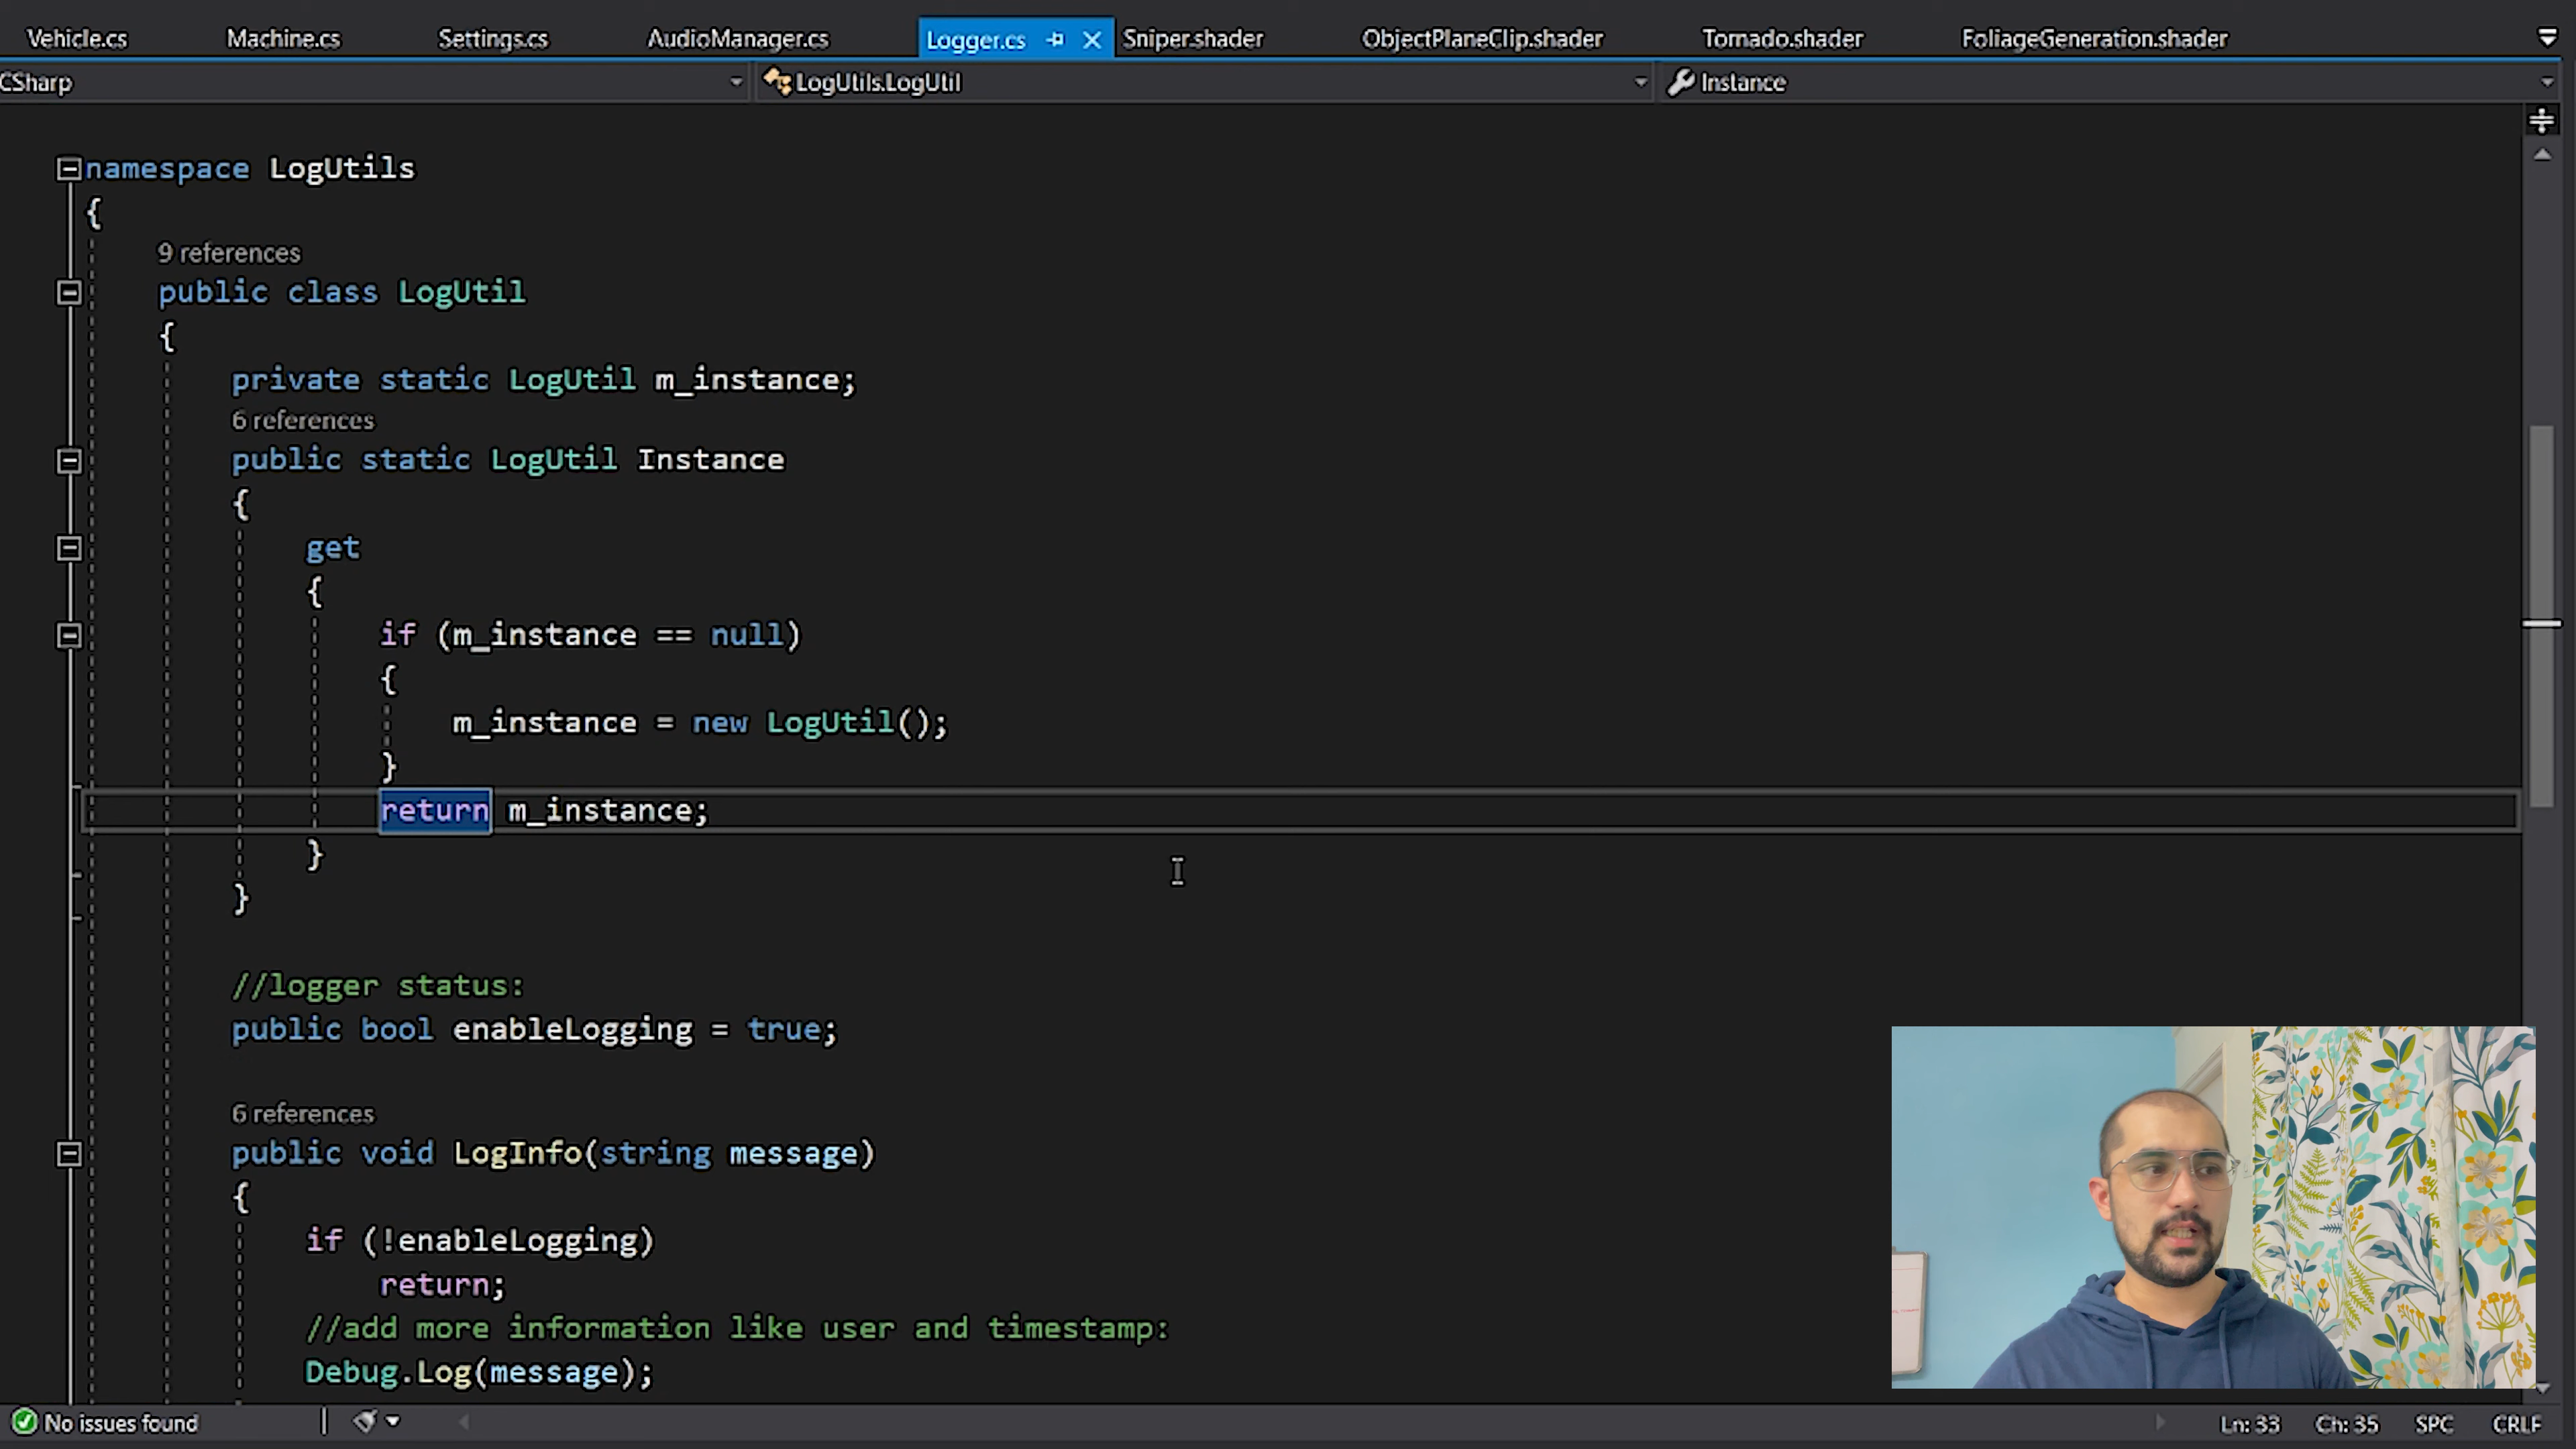 Vehicle.cs Machine.cs Settings.cs AudioManager.cs Logger.cs Sniper.shader ObjectPlaneClip.shader Tornado.shader FoliageGeneration.shader
CSharp LogUtils.LogUtil Instance
namespace LogUtils
{
9 references
public class LogUtil
{
private static LogUtil m_instance;
6 references
public static LogUtil Instance
{
get
{
if (m_instance == null)
{
m_instance = new LogUtil();
}
return m_instance;
}
}
//logger status:
public bool enableLogging = true;
6 references
public void LogInfo(string message)
{
if (!enableLogging)
return;
//add more information like user and timestamp:
Debug.Log(message);
No issues found Ln: 33 Ch: 35 SPC CRLF